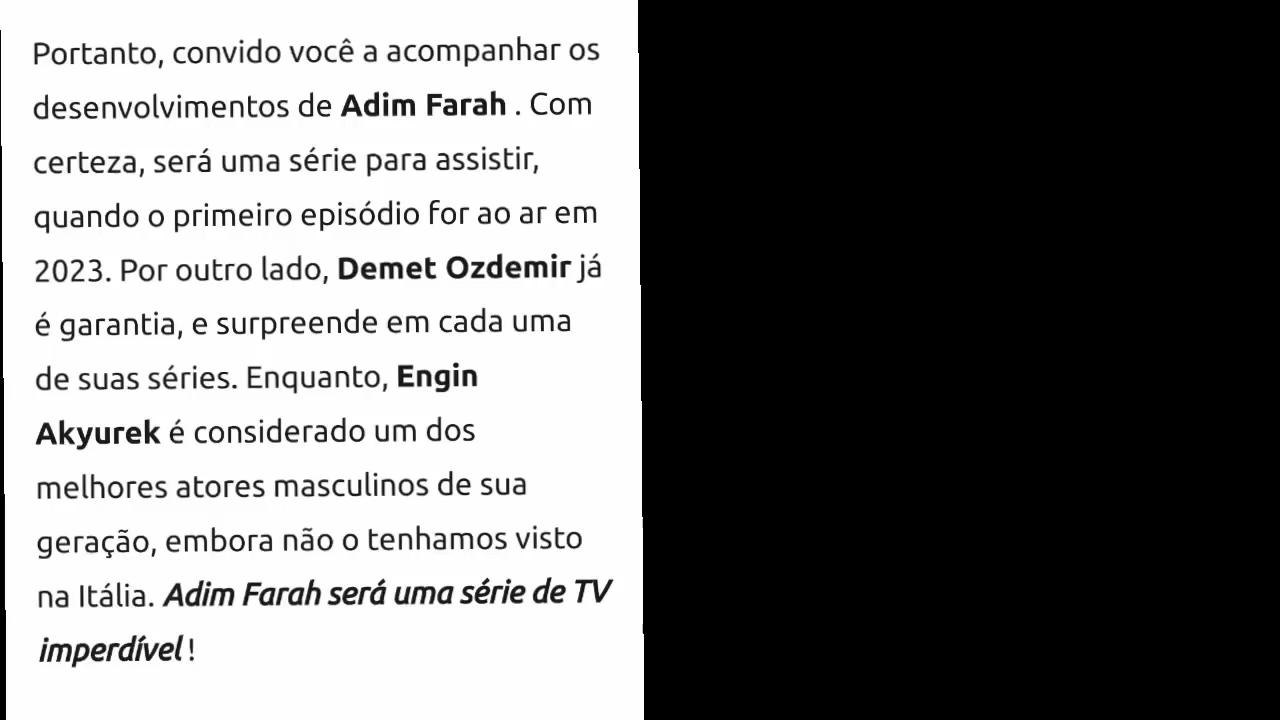 Portanto, convido você a acompanhar os
desenvolvimentos de Adim Farah . Com
certeza, será uma série para assistir,
quando o primeiro episódio for ao ar em
2023. Por outro lado, Demet Ozdemir já
é garantia, e surpreende em cada uma
de suas séries. Enquanto, Engin
Akyurek é considerado um dos
melhores atores masculinos de sua
geração, embora não o tenhamos visto
na Itália. Adim Farah será uma série de TV
imperdível !